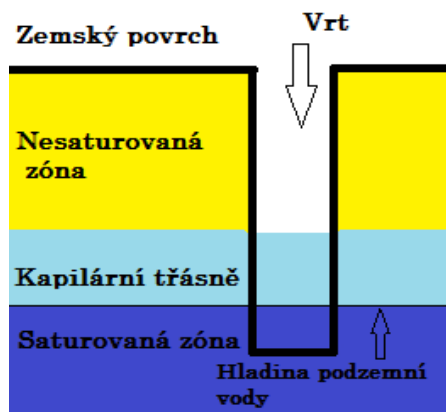 Zemský povrch
Vrt
Nesaturovaná
zóna
Kapilární třásně
Saturovaná zóna
Hladina podzemní
vody